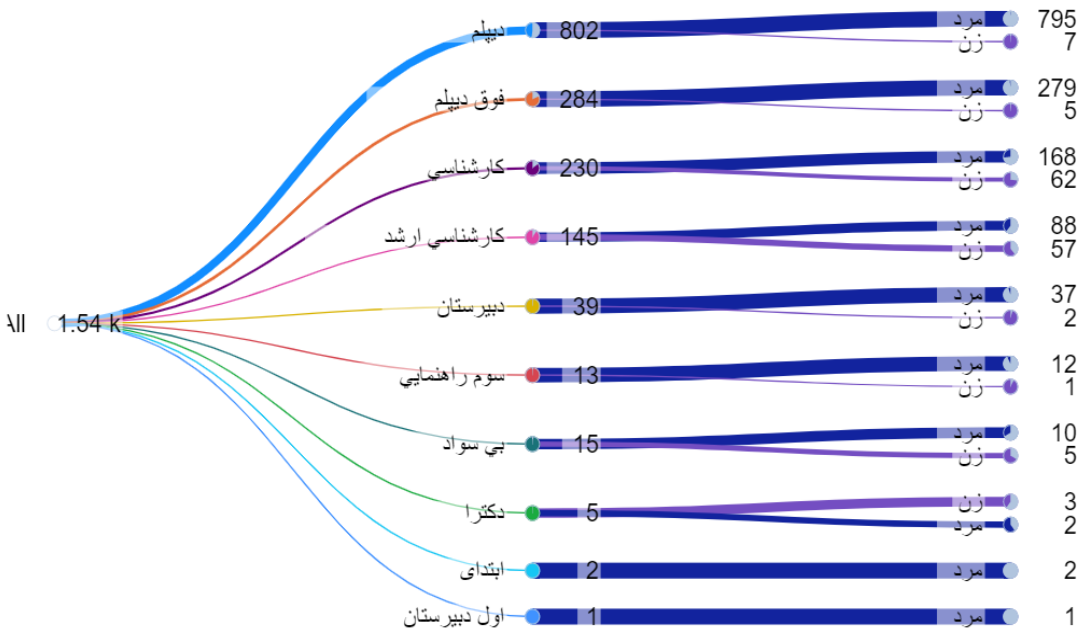 795 مرد 802 دیپلم
7 زن
279 مرد 284 فوق دیپلم
5 زن
168 مرد 230 کارشناسي
62 زن
88 مرد 145 کارشناسي ارشد
57 زن
37 مرد 39 دبیرستان
2 زن
All 1.54 k
12 مرد 13 سوم راهنمایي
1 زن
10 مرد 15 بي سواد
5 زن
3 زن 5 دکترا
2 مرد
2 مرد 2 ابتدای
1 مرد 1 اول دبیرستان